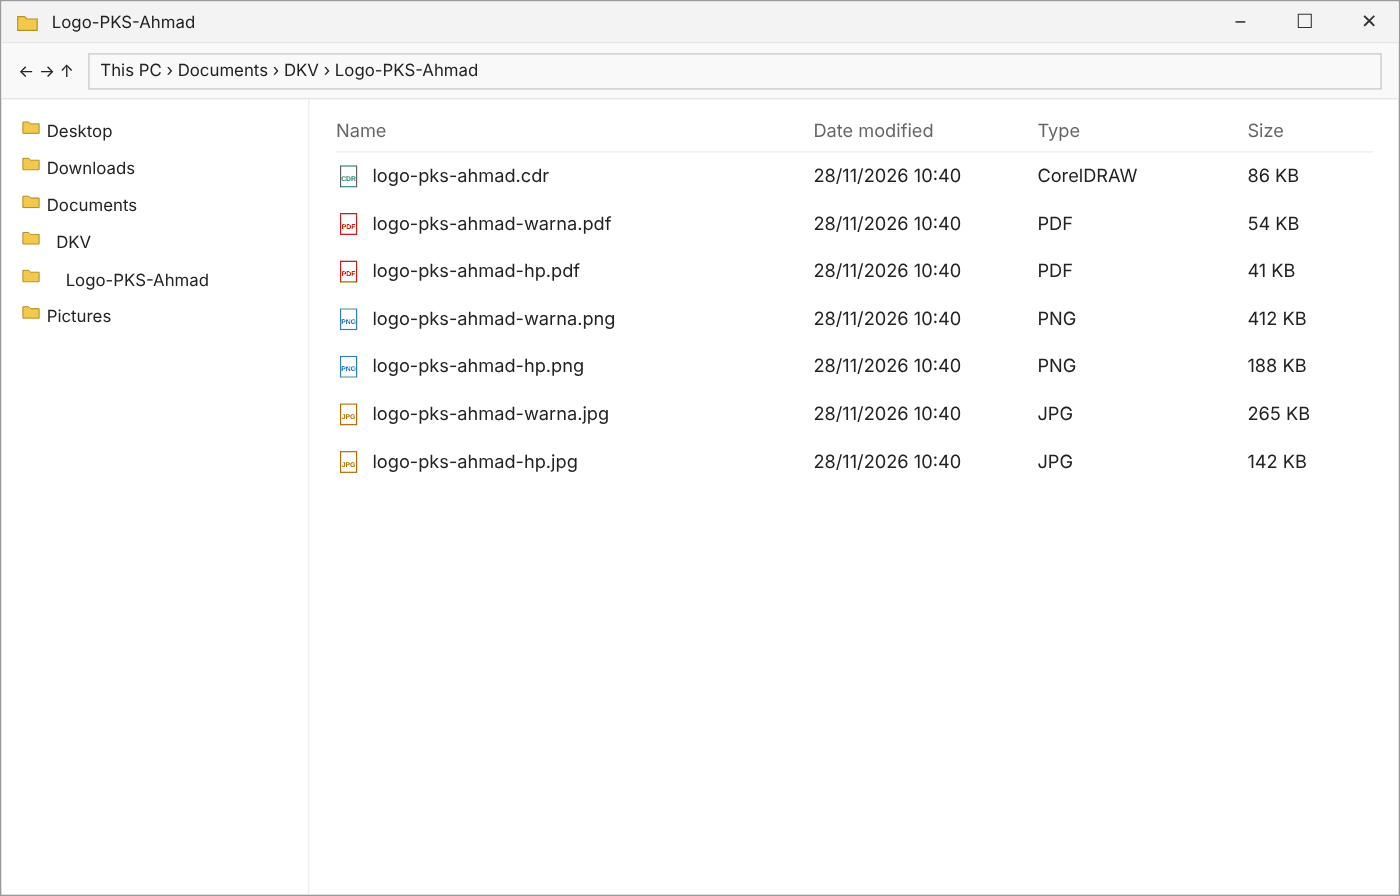 Logo-PKS-Ahmad
This PC › Documents › DKV › Logo-PKS-Ahmad
Desktop
Downloads
Documents
DKV
Logo-PKS-Ahmad
Pictures
Name Date modified Type Size
CDR logo-pks-ahmad.cdr 28/11/2026 10:40 CorelDRAW 86 KB
PDF logo-pks-ahmad-warna.pdf 28/11/2026 10:40 PDF 54 KB
PDF logo-pks-ahmad-hp.pdf 28/11/2026 10:40 PDF 41 KB
PNG logo-pks-ahmad-warna.png 28/11/2026 10:40 PNG 412 KB
PNG logo-pks-ahmad-hp.png 28/11/2026 10:40 PNG 188 KB
JPG logo-pks-ahmad-warna.jpg 28/11/2026 10:40 JPG 265 KB
JPG logo-pks-ahmad-hp.jpg 28/11/2026 10:40 JPG 142 KB